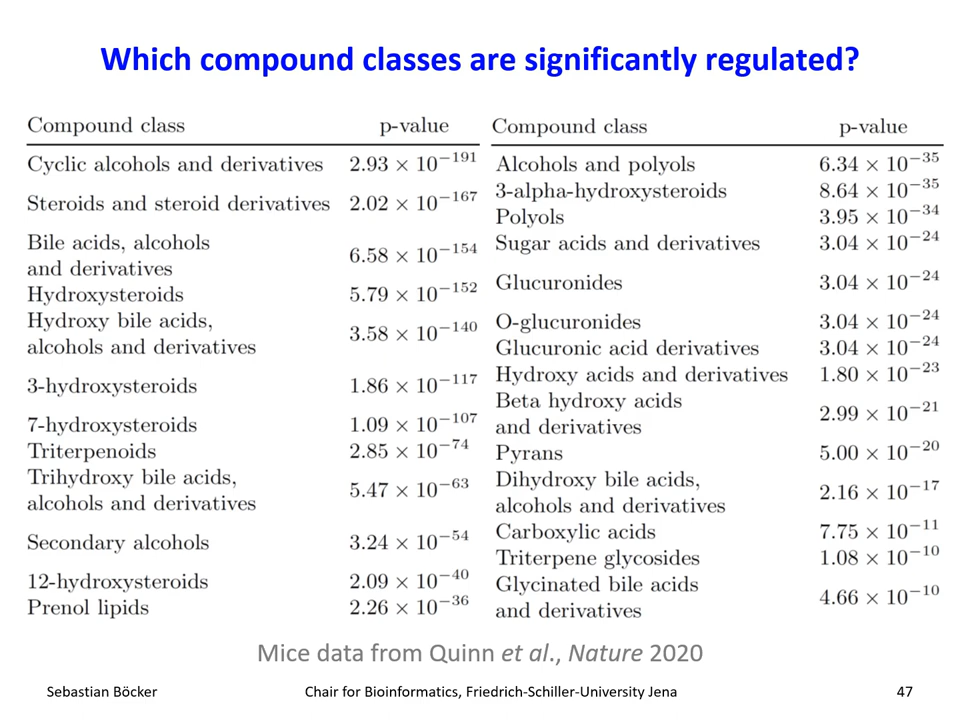 Which compound classes are significantly regulated?
Compound class p-value
Cyclic alcohols and derivatives 2.93 × 10^−191
Steroids and steroid derivatives 2.02 × 10^−167
Bile acids, alcohols
and derivatives 6.58 × 10^−154
Hydroxysteroids 5.79 × 10^−152
Hydroxy bile acids,
alcohols and derivatives 3.58 × 10^−140
3-hydroxysteroids 1.86 × 10^−117
7-hydroxysteroids 1.09 × 10^−107
Triterpenoids 2.85 × 10^−74
Trihydroxy bile acids,
alcohols and derivatives 5.47 × 10^−63
Secondary alcohols 3.24 × 10^−54
12-hydroxysteroids 2.09 × 10^−40
Prenol lipids 2.26 × 10^−36
Compound class p-value
Alcohols and polyols 6.34 × 10^−35
3-alpha-hydroxysteroids 8.64 × 10^−35
Polyols 3.95 × 10^−34
Sugar acids and derivatives 3.04 × 10^−24
Glucuronides 3.04 × 10^−24
O-glucuronides 3.04 × 10^−24
Glucuronic acid derivatives 3.04 × 10^−24
Hydroxy acids and derivatives 1.80 × 10^−23
Beta hydroxy acids
and derivatives 2.99 × 10^−21
Pyrans 5.00 × 10^−20
Dihydroxy bile acids,
alcohols and derivatives 2.16 × 10^−17
Carboxylic acids 7.75 × 10^−11
Triterpene glycosides 1.08 × 10^−10
Glycinated bile acids
and derivatives 4.66 × 10^−10
Mice data from Quinn et al., Nature 2020
Sebastian Böcker Chair for Bioinformatics, Friedrich-Schiller-University Jena 47